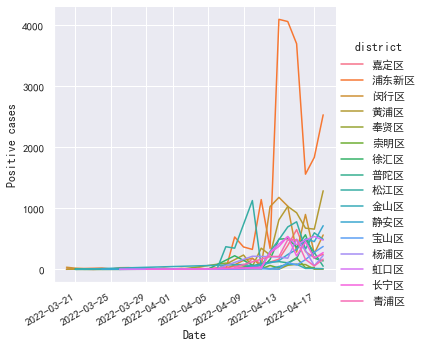 4000
3000
2000
1000
0
Positive cases
2022-03-21
2022-03-25
2022-03-29
2022-04-01
2022-04-05
2022-04-09
2022-04-13
2022-04-17
Date
district
嘉定区
浦东新区
闵行区
黄浦区
奉贤区
崇明区
徐汇区
普陀区
松江区
金山区
静安区
宝山区
杨浦区
虹口区
长宁区
青浦区